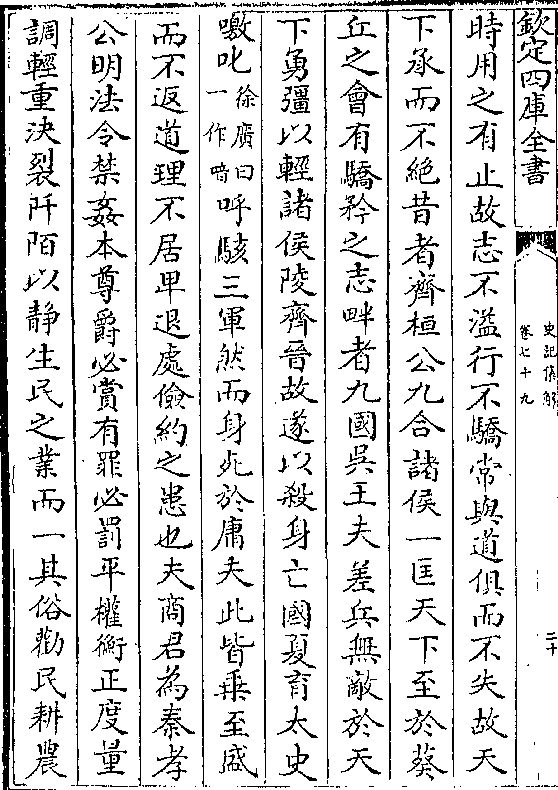 欽定四庫全書
史記集解
卷七十九
二十
時用之有止故志不溢行不驕常與道俱而不失故天
下承而不絶昔者齊桓公九合諸侯一匡天下至於葵
丘之會有驕矜之志畔者九國吳王夫差兵無敵於天
下勇彊以輕諸侯陵齊晉故遂以殺身亡國夏育太史
噭叱徐廣曰一作喑呼駭三軍然而身死於庸夫此皆乗至盛
而不返道理不居卑退處儉約之患也夫商君為秦孝
公明法令禁姦本尊爵必賞有罪必罰平權衡正度量
調輕重決裂阡陌以静生民之業而一其俗勸民耕農